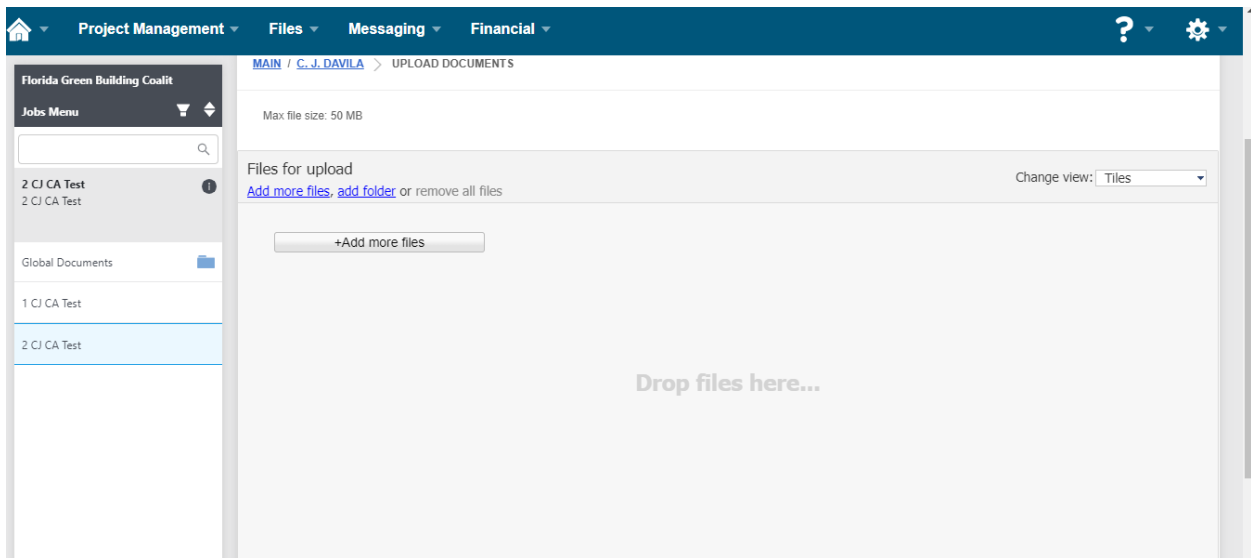 Project Management Files Messaging Financial ?
Florida Green Building Coalit
Jobs Menu
2 CJ CA Test
2 CJ CA Test
Global Documents
1 CJ CA Test
2 CJ CA Test
MAIN / C. J. DAVILA > UPLOAD DOCUMENTS
Max file size: 50 MB
Files for upload
Add more files, add folder or remove all files
Change view: Tiles
+Add more files
Drop files here...